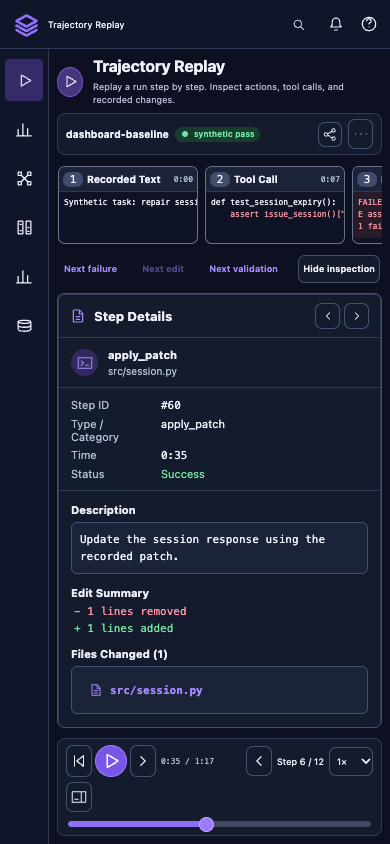 Trajectory Replay
Trajectory Replay
Replay a run step by step. Inspect actions, tool calls, and
recorded changes.
dashboard-baseline
synthetic pass
1 Recorded Text 0:00
Synthetic task: repair sessi
2 Tool Call 0:07
def test_session_expiry():
assert issue_session()["
3
FAILE
E ass
1 fai
Next failure
Next edit
Next validation
Hide inspection
Step Details
apply_patch
src/session.py
Step ID #60
Type /
Category apply_patch
Time 0:35
Status Success
Description
Update the session response using the
recorded patch.
Edit Summary
− 1 lines removed
+ 1 lines added
Files Changed (1)
src/session.py
0:35 / 1:17
Step 6 / 12
1×